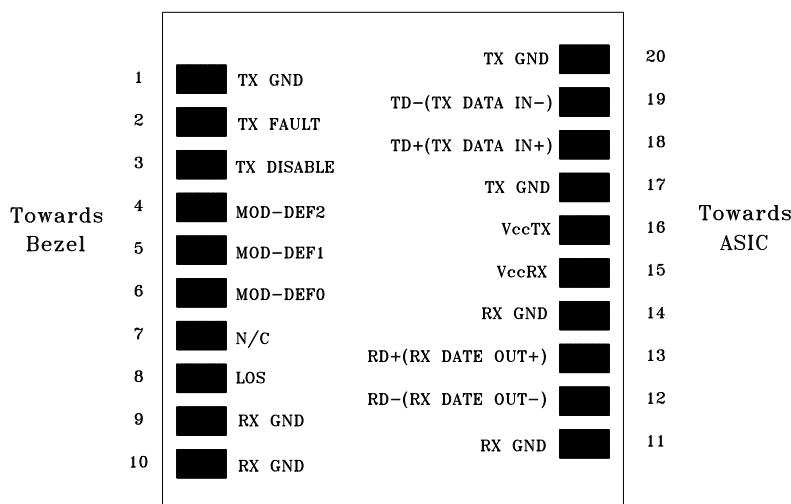 Towards
Bezel
1 TX GND
2 TX FAULT
3 TX DISABLE
4 MOD-DEF2
5 MOD-DEF1
6 MOD-DEF0
7 N/C
8 LOS
9 RX GND
10 RX GND
TX GND 20
TD-(TX DATA IN-) 19
TD+(TX DATA IN+) 18
TX GND 17
VccTX 16
VccRX 15
RX GND 14
RD+(RX DATE OUT+) 13
RD-(RX DATE OUT-) 12
RX GND 11
Towards
ASIC